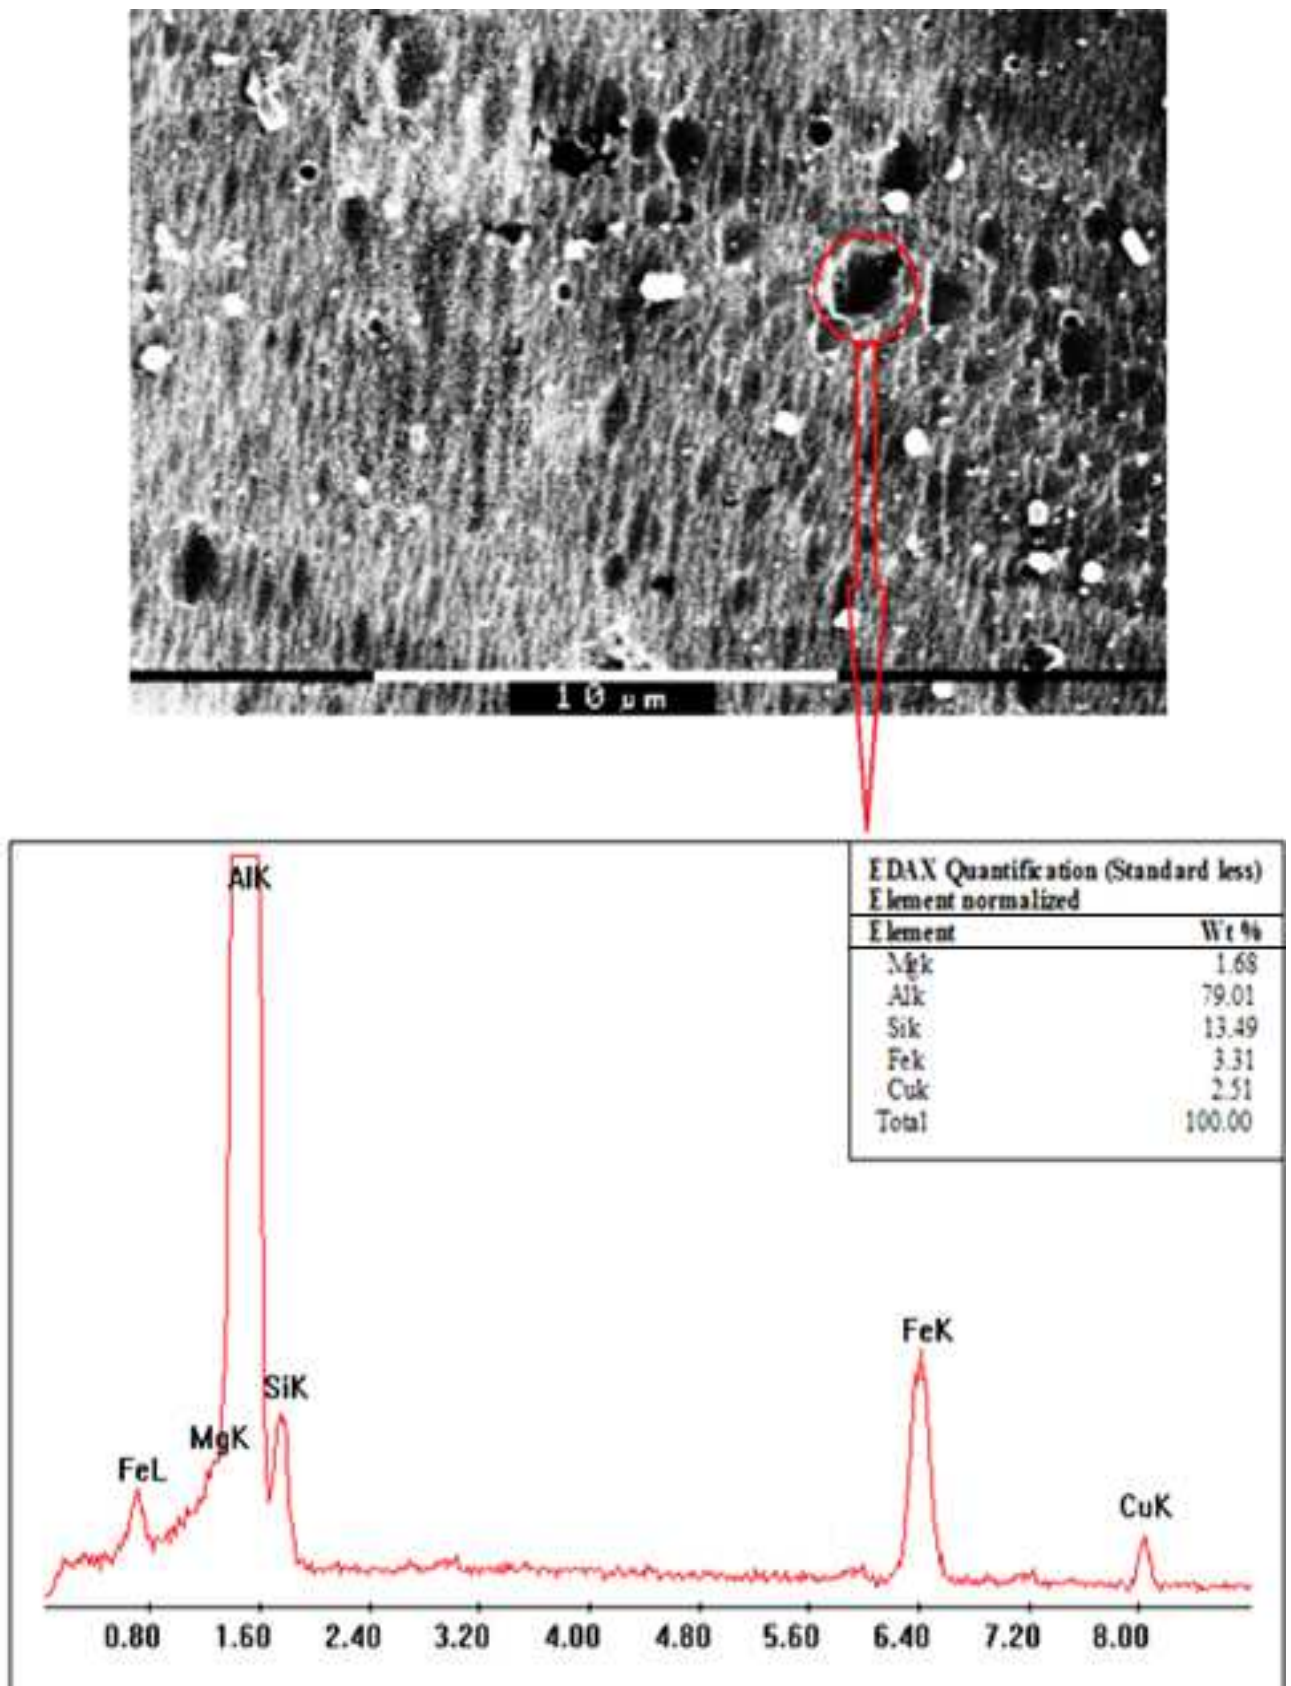 10 μm
EDAX Quantification (Standard less)
Element normalized
Element Wt %
Mgk 1.68
Alk 79.01
Sik 13.49
Fek 3.31
Cuk 2.51
Total 100.00
AlK
FeK
SiK
MgK
FeL
CuK
0.80 1.60 2.40 3.20 4.00 4.80 5.60 6.40 7.20 8.00